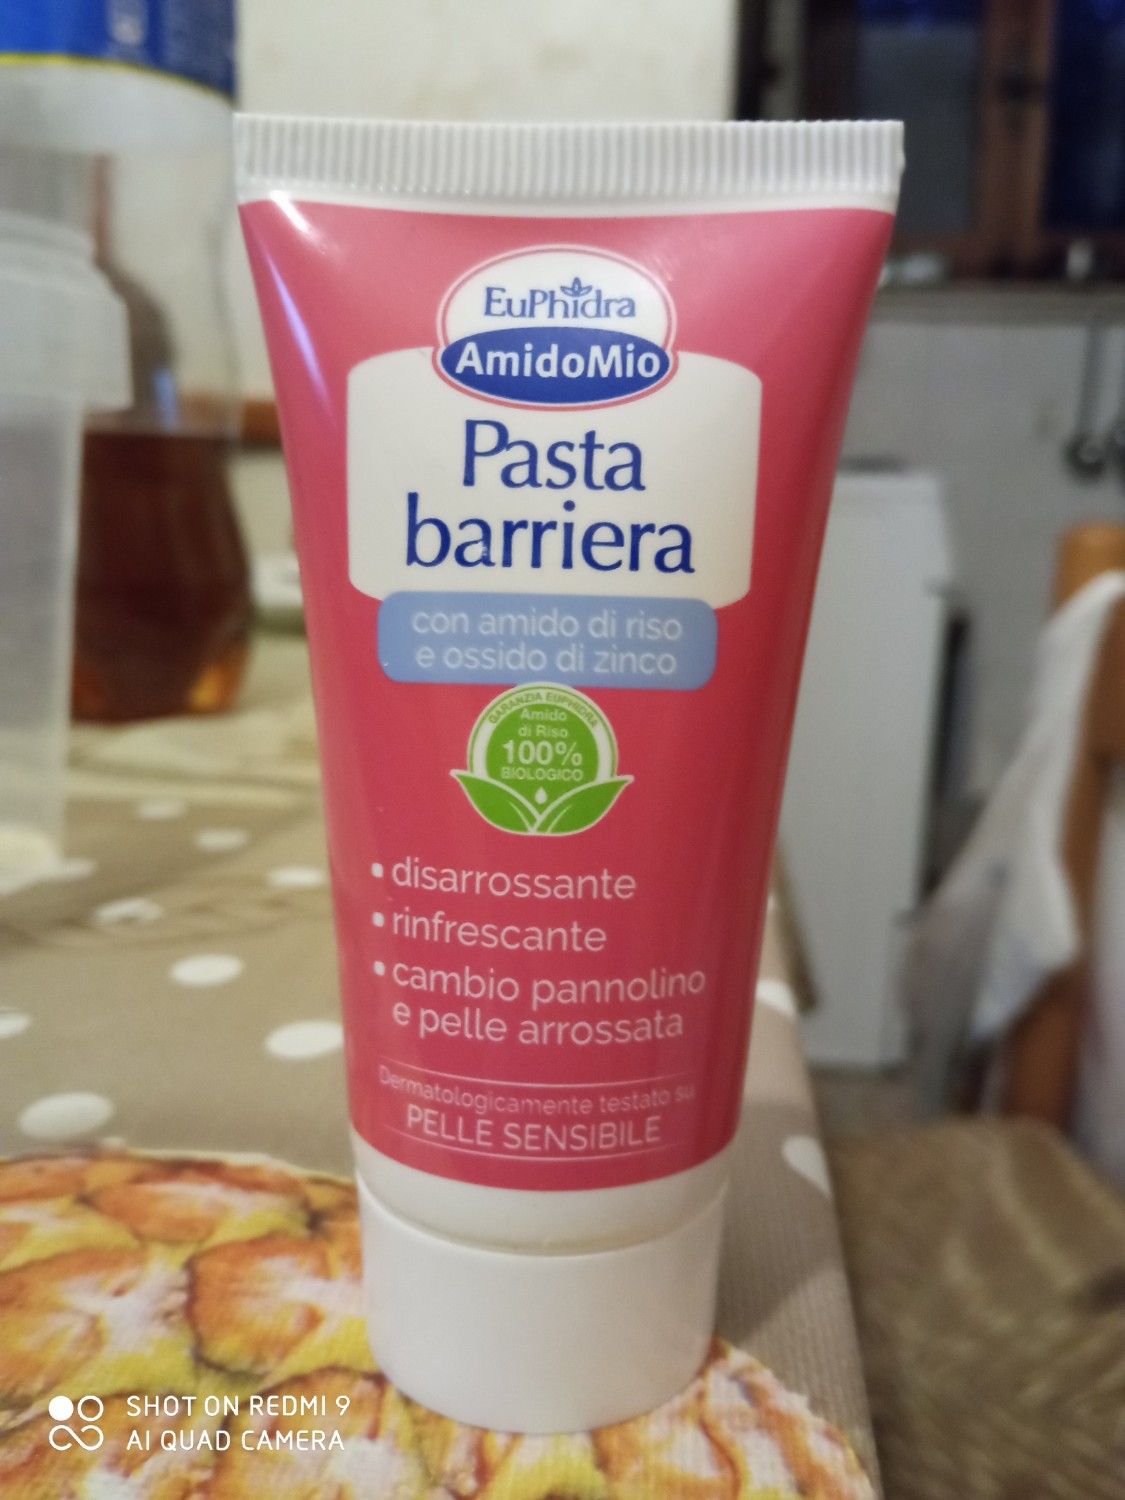 EuPhidra
AmidoMio
Pasta
barriera
con amido di riso
e ossido di zinco
GARANZIA EUPHIDRA
Amido
di Riso
100%
BIOLOGICO
• disarrossante
• rinfrescante
• cambio pannolino
e pelle arrossata
Dermatologicamente testato su
PELLE SENSIBILE
SHOT ON REDMI 9
AI QUAD CAMERA